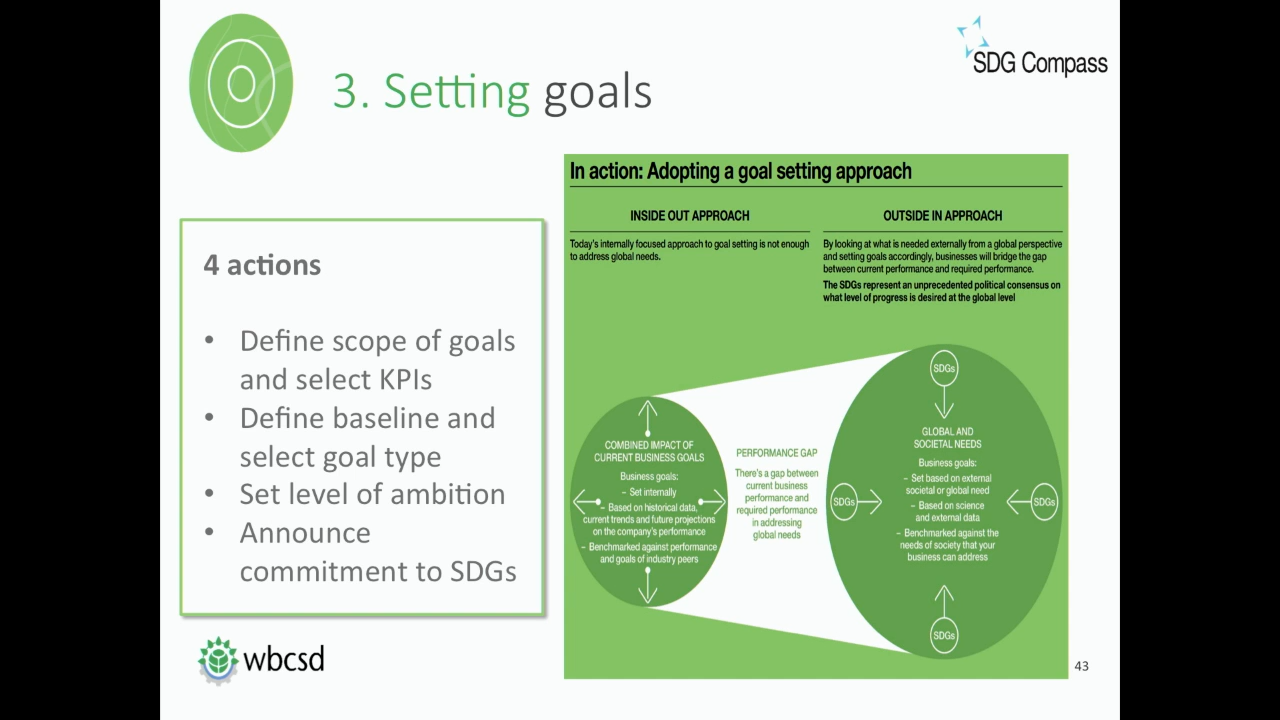 SDG Compass
3. Setting goals
4 actions
• Define scope of goals
and select KPIs
• Define baseline and
select goal type
• Set level of ambition
• Announce
commitment to SDGs
wbcsd
In action: Adopting a goal setting approach
INSIDE OUT APPROACH
Today's internally focused approach to goal setting is not enough
to address global needs.
OUTSIDE IN APPROACH
By looking at what is needed externally from a global perspective
and setting goals accordingly, businesses will bridge the gap
between current performance and required performance.
The SDGs represent an unprecedented political consensus on
what level of progress is desired at the global level
COMBINED IMPACT OF
CURRENT BUSINESS GOALS
Business goals:
– Set internally
– Based on historical data,
current trends and future projections
on the company's performance
– Benchmarked against performance
and goals of industry peers
PERFORMANCE GAP
There's a gap between
current business
performance and
required performance
in addressing
global needs
SDGs
GLOBAL AND
SOCIETAL NEEDS
Business goals:
– Set based on external
societal or global need
– Based on science
and external data
– Benchmarked against the
needs of society that your
business can address
SDGs
SDGs
SDGs
43